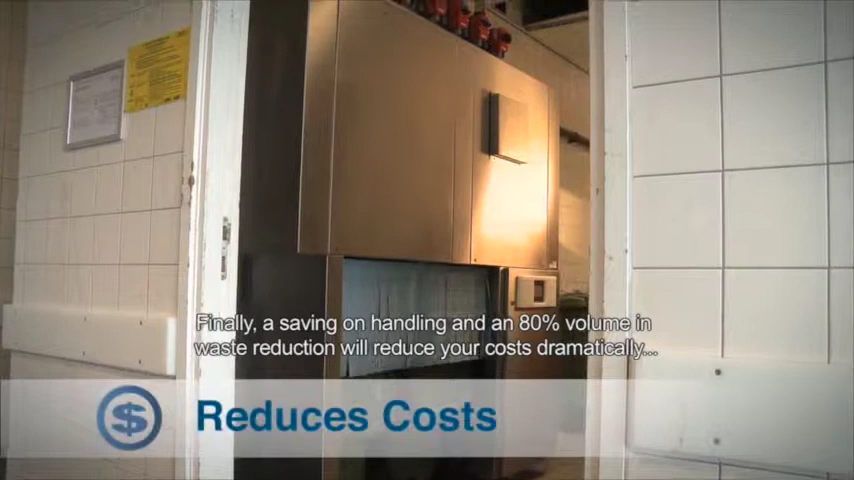 Finally, a saving on handling and an 80% volume in
waste reduction will reduce your costs dramatically...
$ Reduces Costs